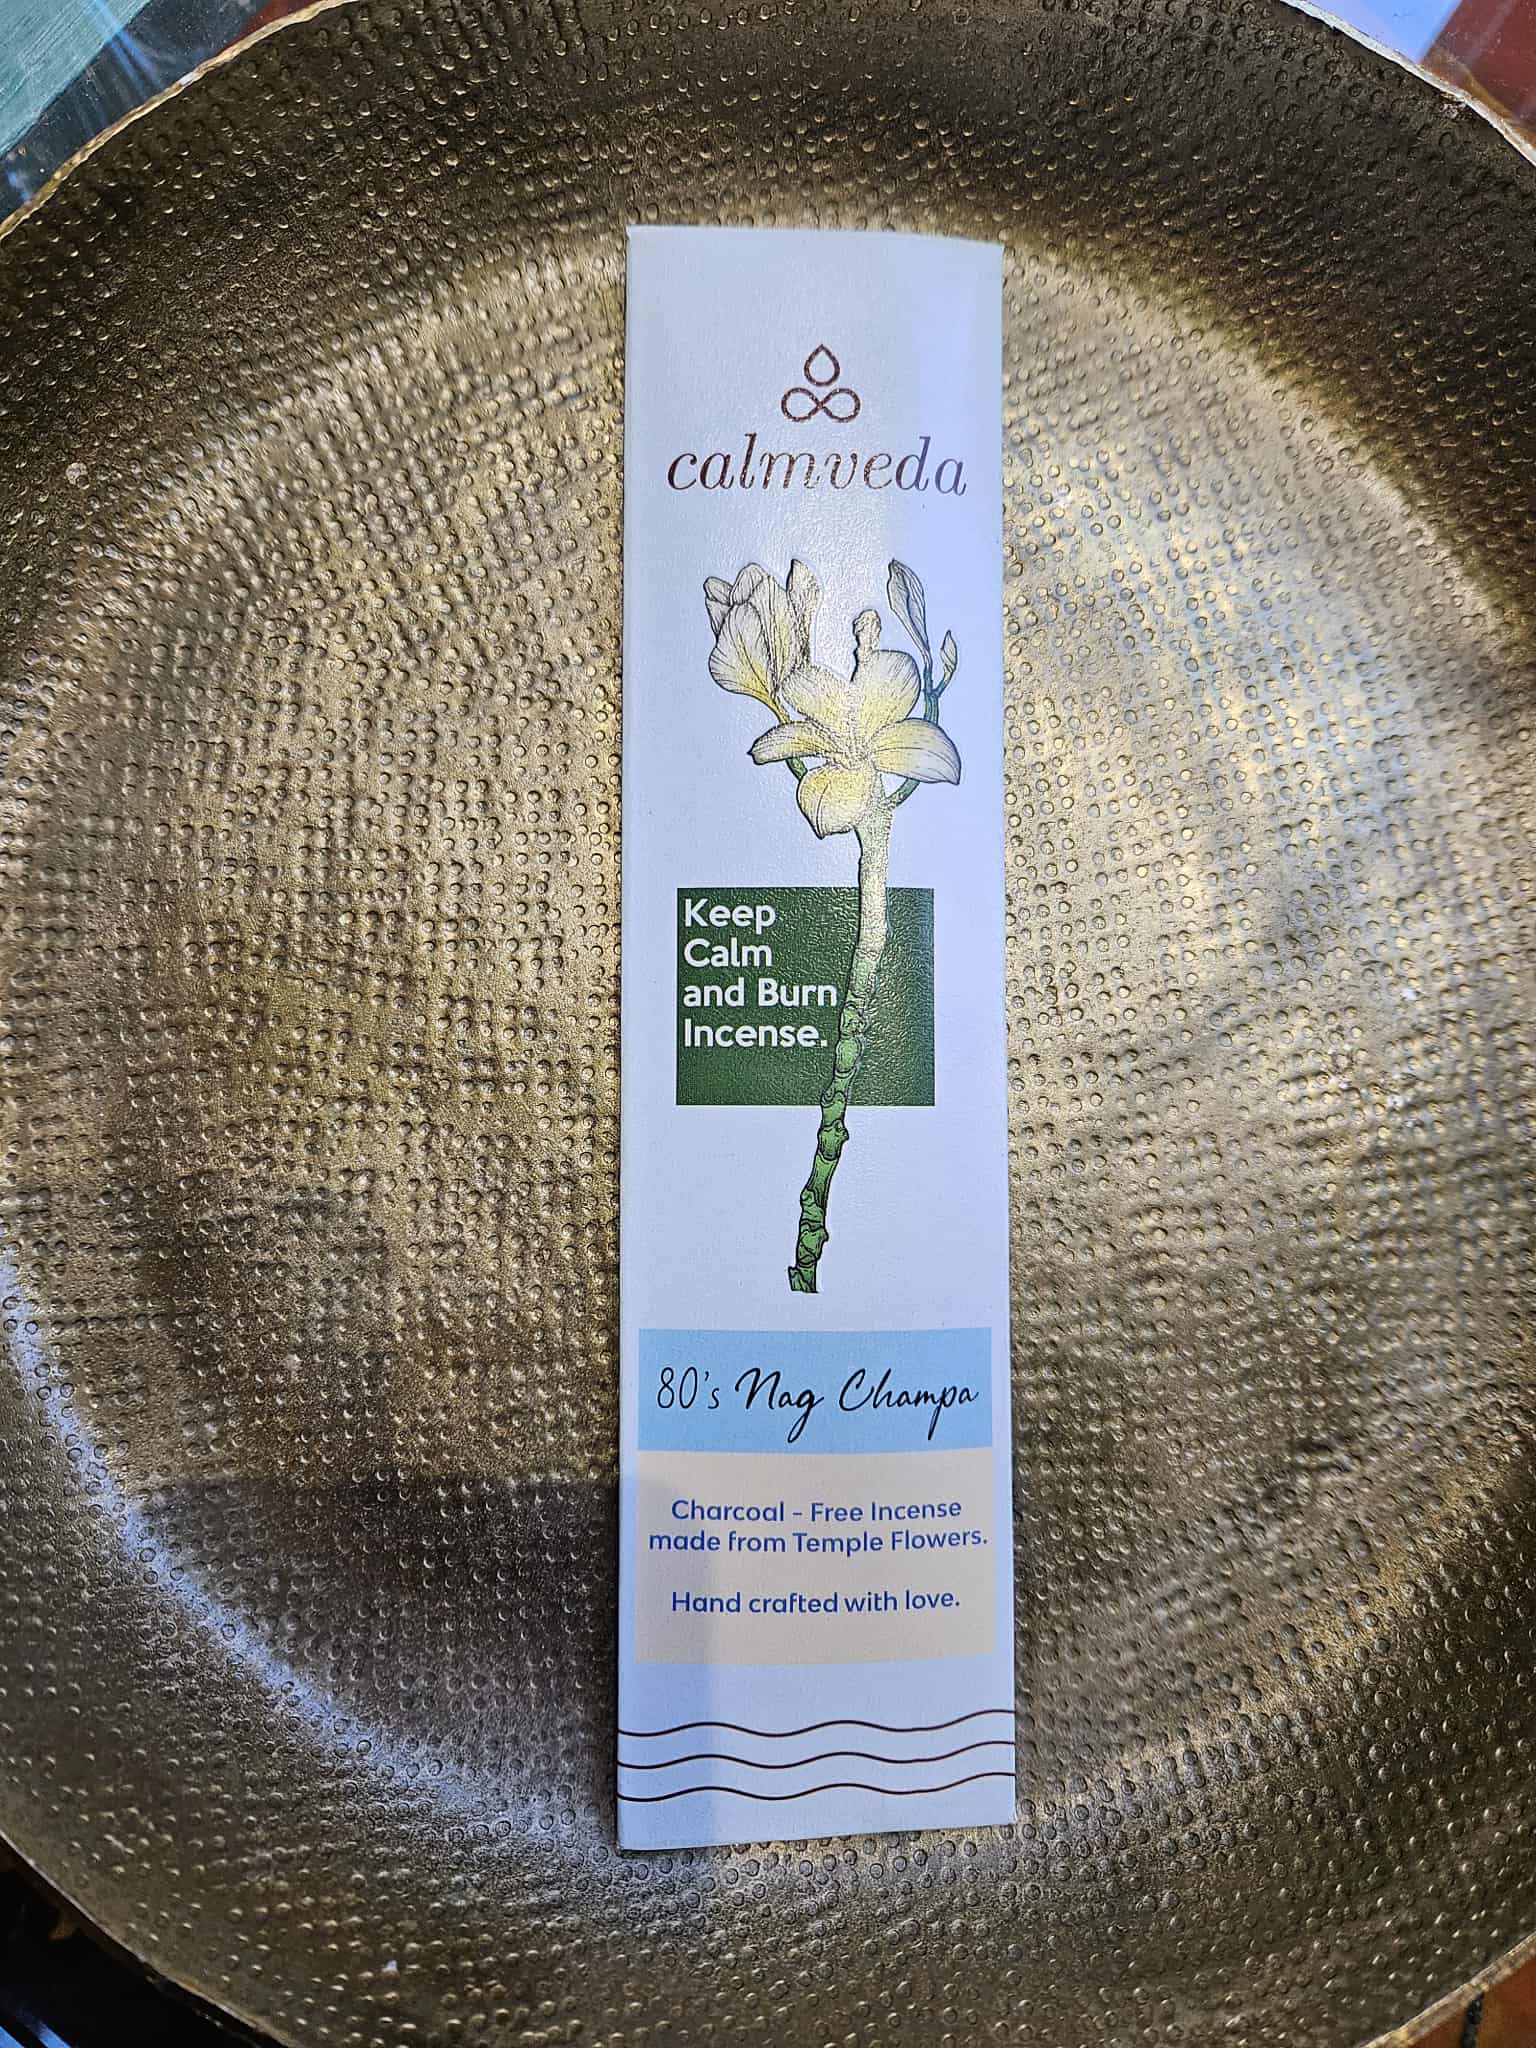 calmveda
Keep
Calm
and Burn
Incense.
80's Nag Champa
Charcoal - Free Incense
made from Temple Flowers.
Hand crafted with love.